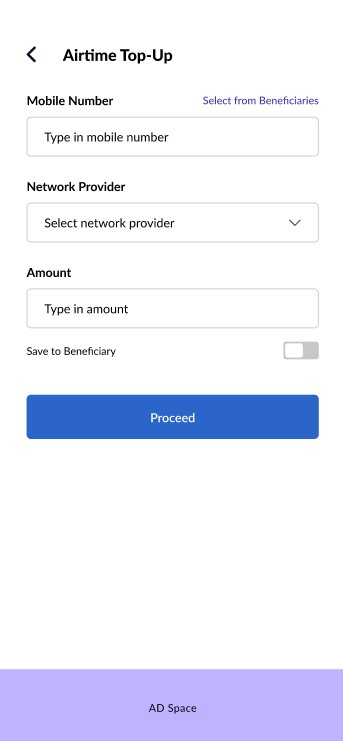 Airtime Top-Up
Mobile Number
Select from Beneficiaries
Type in mobile number
Network Provider
Select network provider
Amount
Type in amount
Save to Beneficiary
Proceed
AD Space